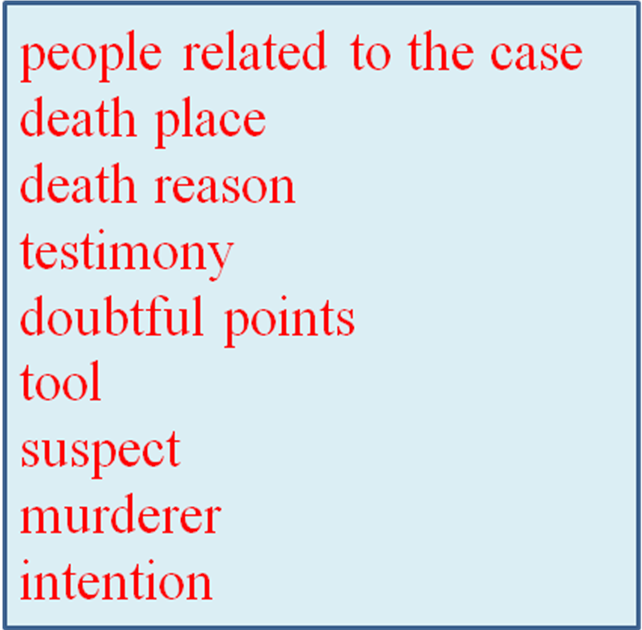 people related to the case
death place
death reason
testimony
doubtful points
tool
suspect
murderer
intention